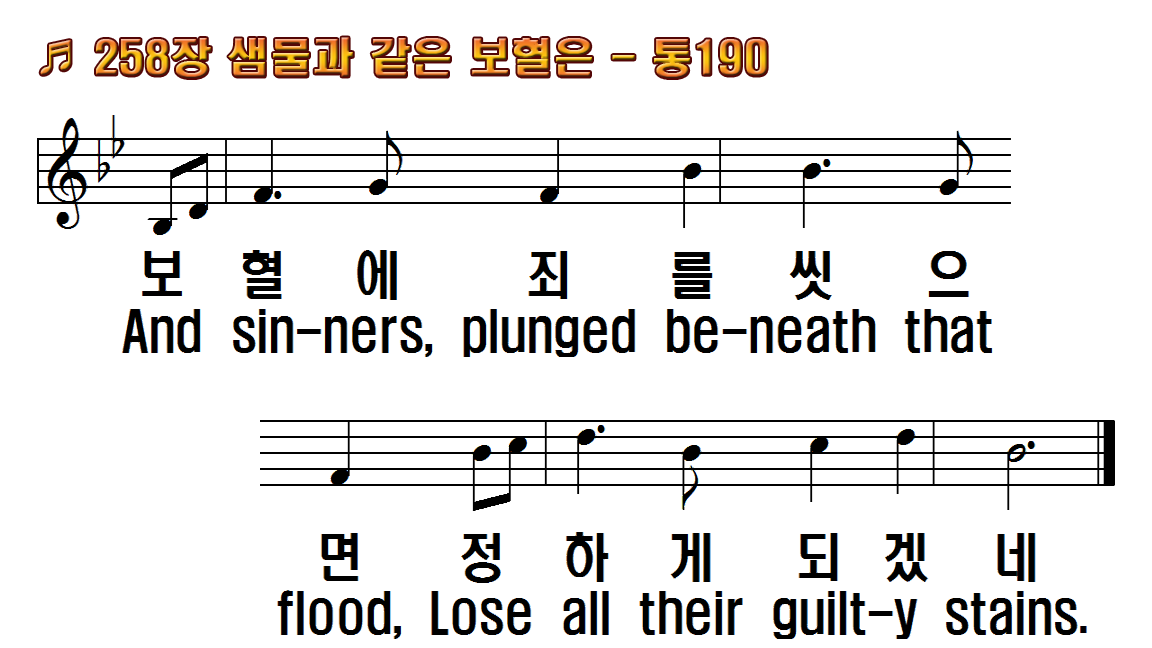 ♬ 258장 샘물과 같은 보혈은 - 통190
보 혈 에 죄 를 씻 으
And sin-ners, plunged be-neath that
면 정 하 게 되 겠 네
flood, Lose all their guilt-y stains.